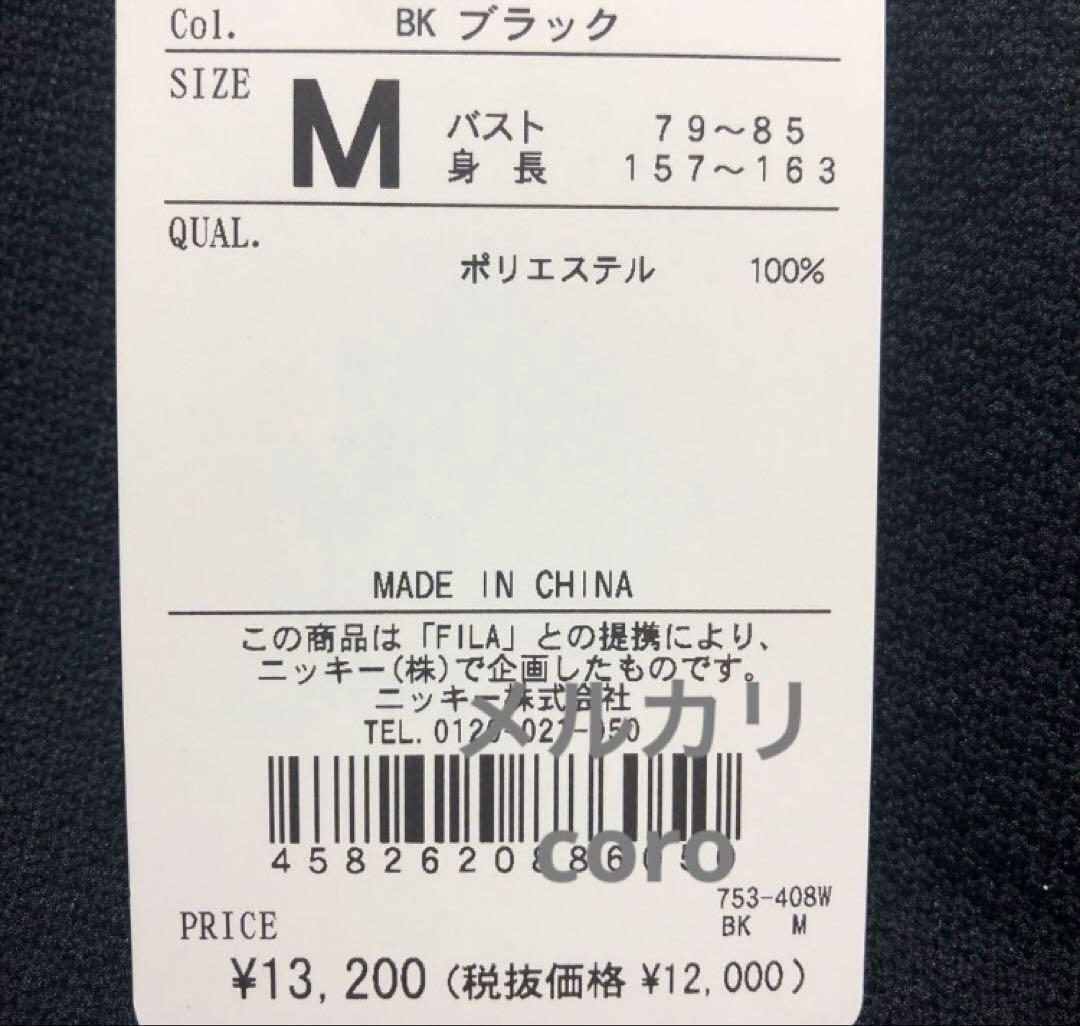 Col. BK ブラック
SIZE M バスト 79～85
身長 157～163
QUAL.
ポリエステル 100%
MADE IN CHINA
この商品は「FILA」との提携により、
ニッキー(株)で企画したものです。
ニッキー株式会社
メルカリ
TEL. 0120-021-050
coro
753-408W
BK M
PRICE
¥13,200 (税抜価格 ¥12,000)